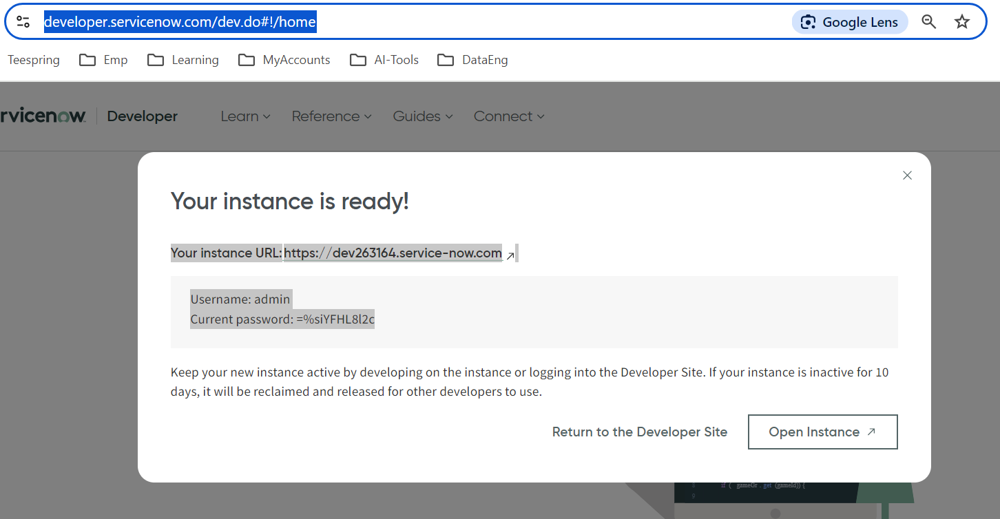 developer.servicenow.com/dev.do#!/home
Google Lens
Teespring Emp Learning MyAccounts AI-Tools DataEng
rvicenow Developer Learn Reference Guides Connect
Your instance is ready!
Your instance URL: https://dev263164.service-now.com
Username: admin
Current password: =%siYFHL8l2c
Keep your new instance active by developing on the instance or logging into the Developer Site. If your instance is inactive for 10
days, it will be reclaimed and released for other developers to use.
Return to the Developer Site Open Instance
8 if ( gameGr . get (gameId)) {
9